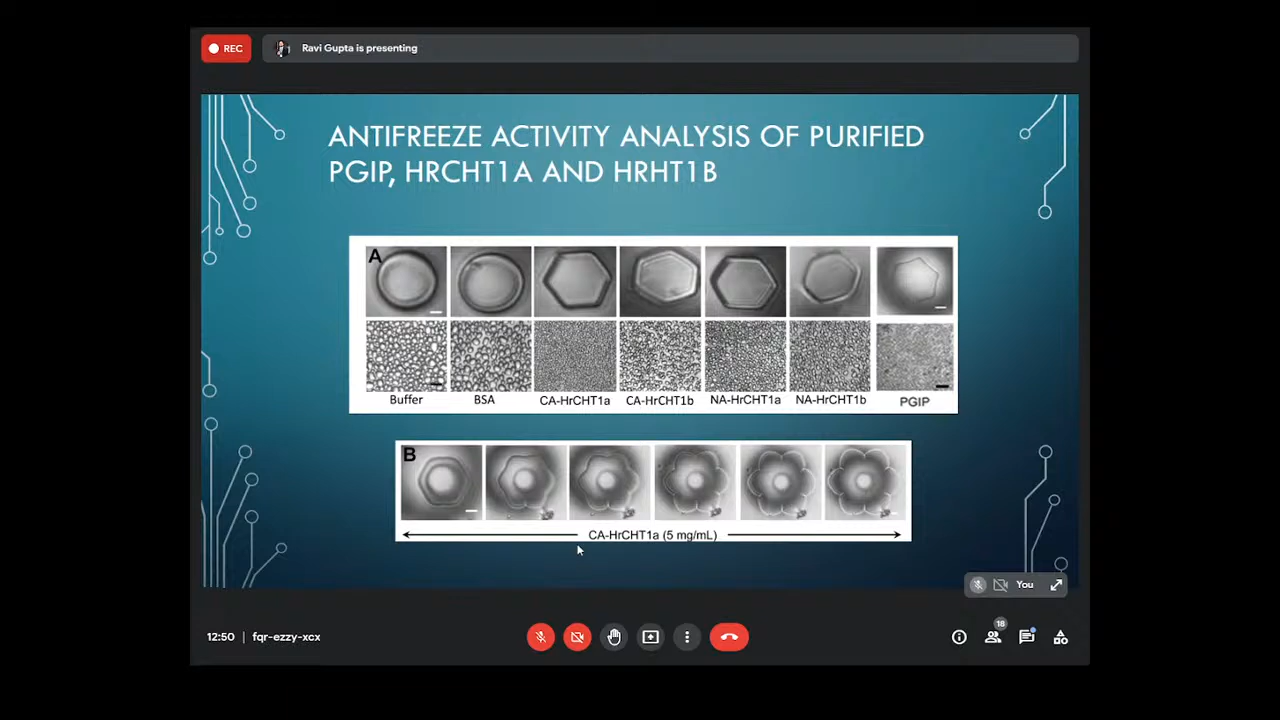 REC
Ravi Gupta is presenting
ANTIFREEZE ACTIVITY ANALYSIS OF PURIFIED
PGIP, HRCHT1A AND HRHT1B
A
Buffer BSA CA-HrCHT1a CA-HrCHT1b NA-HrCHT1a NA-HrCHT1b PGIP
B
CA-HrCHT1a (5 mg/mL)
You
12:50 | fqr-ezzy-xcx
18